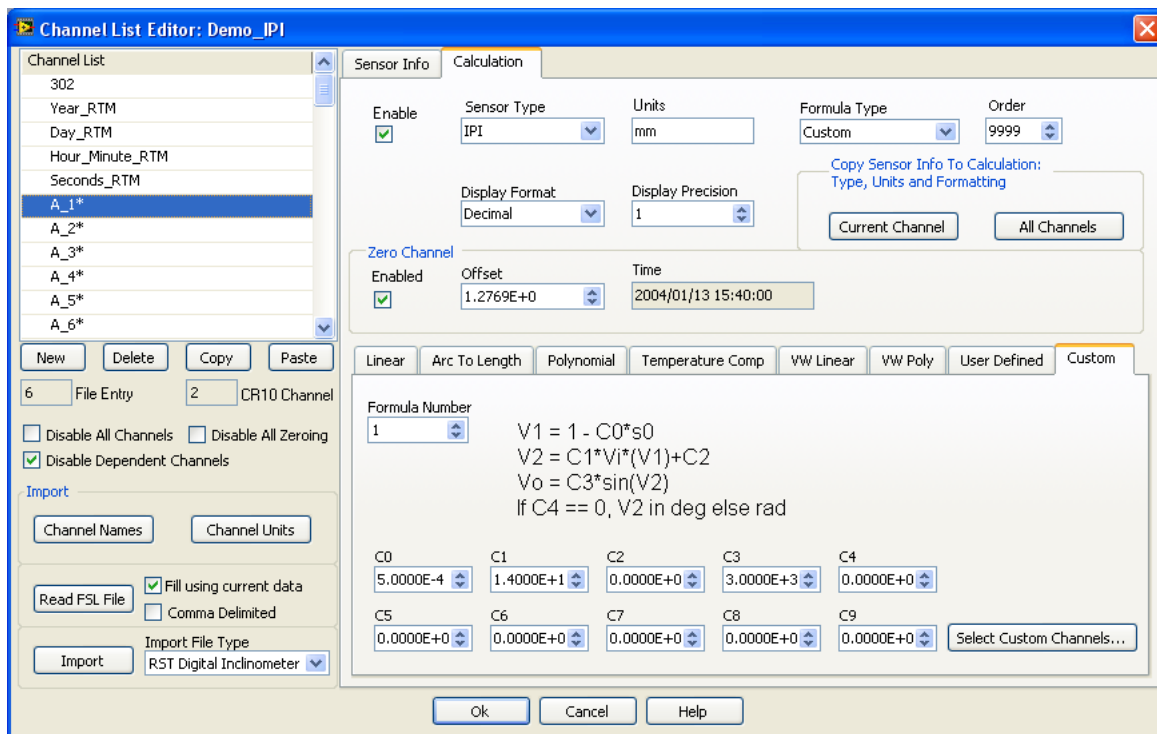 Channel List Editor: Demo_IPI
Channel List
302
Year_RTM
Day_RTM
Hour_Minute_RTM
Seconds_RTM
A_1*
A_2*
A_3*
A_4*
A_5*
A_6*
New Delete Copy Paste
6 File Entry 2 CR10 Channel
Disable All Channels Disable All Zeroing
Disable Dependent Channels
Import
Channel Names Channel Units
Read FSL File
Fill using current data
Comma Delimited
Import
Import File Type
RST Digital Inclinometer
Sensor Info Calculation
Enable
Sensor Type
IPI
Units
mm
Formula Type
Custom
Order
9999
Display Format
Decimal
Display Precision
1
Copy Sensor Info To Calculation:
Type, Units and Formatting
Current Channel All Channels
Zero Channel
Enabled
Offset
1.2769E+0
Time
2004/01/13 15:40:00
Linear Arc To Length Polynomial Temperature Comp VW Linear VW Poly User Defined Custom
Formula Number
1
V1 = 1 - C0*s0
V2 = C1*Vi*(V1)+C2
Vo = C3*sin(V2)
If C4 == 0, V2 in deg else rad
C0 C1 C2 C3 C4
5.0000E-4 1.4000E+1 0.0000E+0 3.0000E+3 0.0000E+0
C5 C6 C7 C8 C9
0.0000E+0 0.0000E+0 0.0000E+0 0.0000E+0 0.0000E+0
Select Custom Channels...
Ok Cancel Help